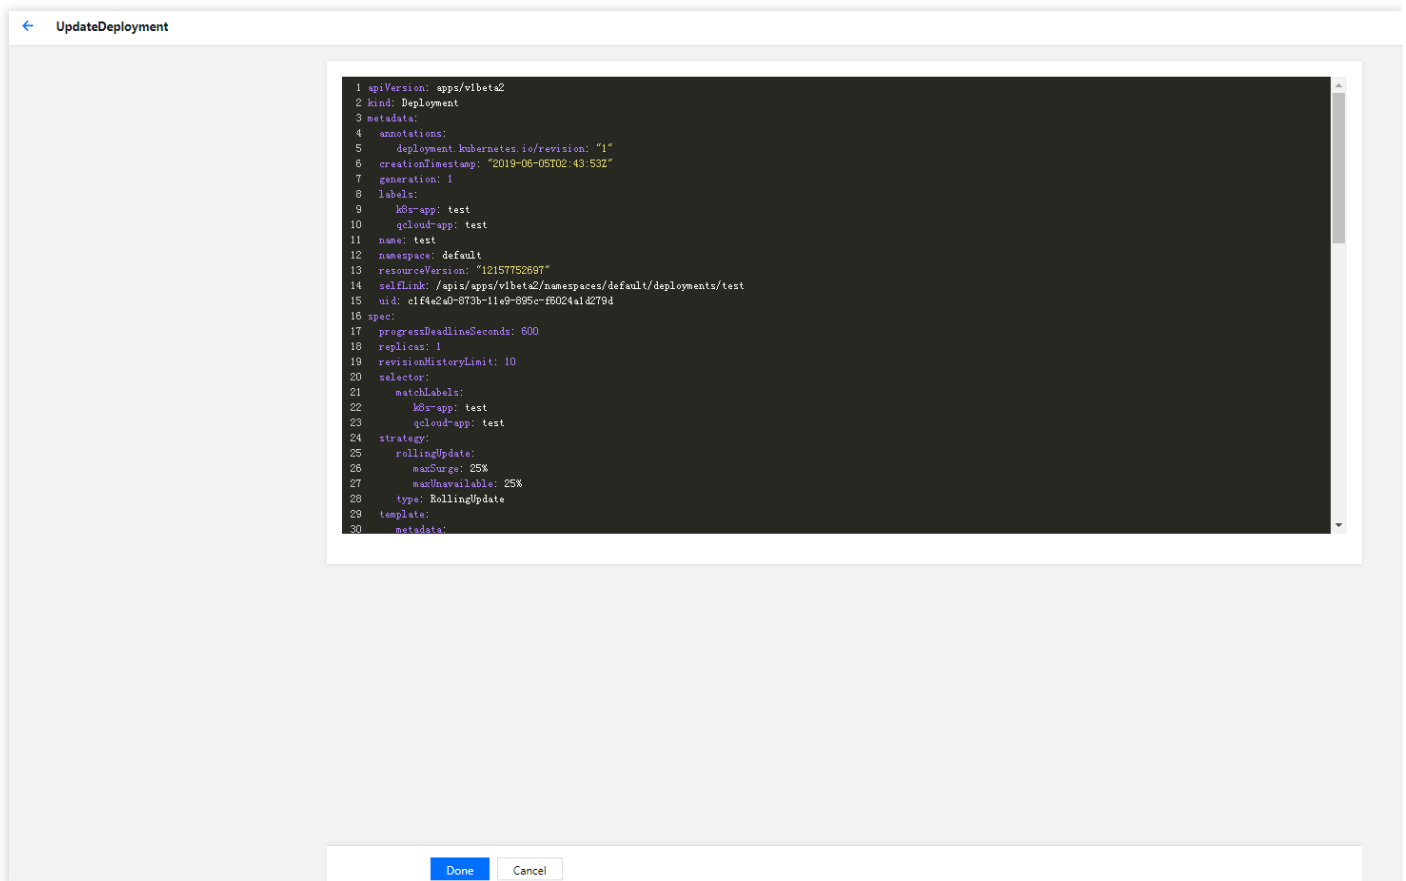 UpdateDeployment
1 apiVersion: apps/v1beta2
2 kind: Deployment
3 metadata:
4   annotations:
5     deployment.kubernetes.io/revision: "1"
6   creationTimestamp: "2019-06-05T02:43:53Z"
7   generation: 1
8   labels:
9     k8s-app: test
10     qcloud-app: test
11   name: test
12   namespace: default
13   resourceVersion: "12157752697"
14   selfLink: /apis/apps/v1beta2/namespaces/default/deployments/test
15   uid: c1f4e2a0-873b-11e9-895c-f6024a1d279d
16 spec:
17   progressDeadlineSeconds: 600
18   replicas: 1
19   revisionHistoryLimit: 10
20   selector:
21     matchLabels:
22       k8s-app: test
23       qcloud-app: test
24   strategy:
25     rollingUpdate:
26       maxSurge: 25%
27       maxUnavailable: 25%
28     type: RollingUpdate
29   template:
30     metadata:
Done Cancel